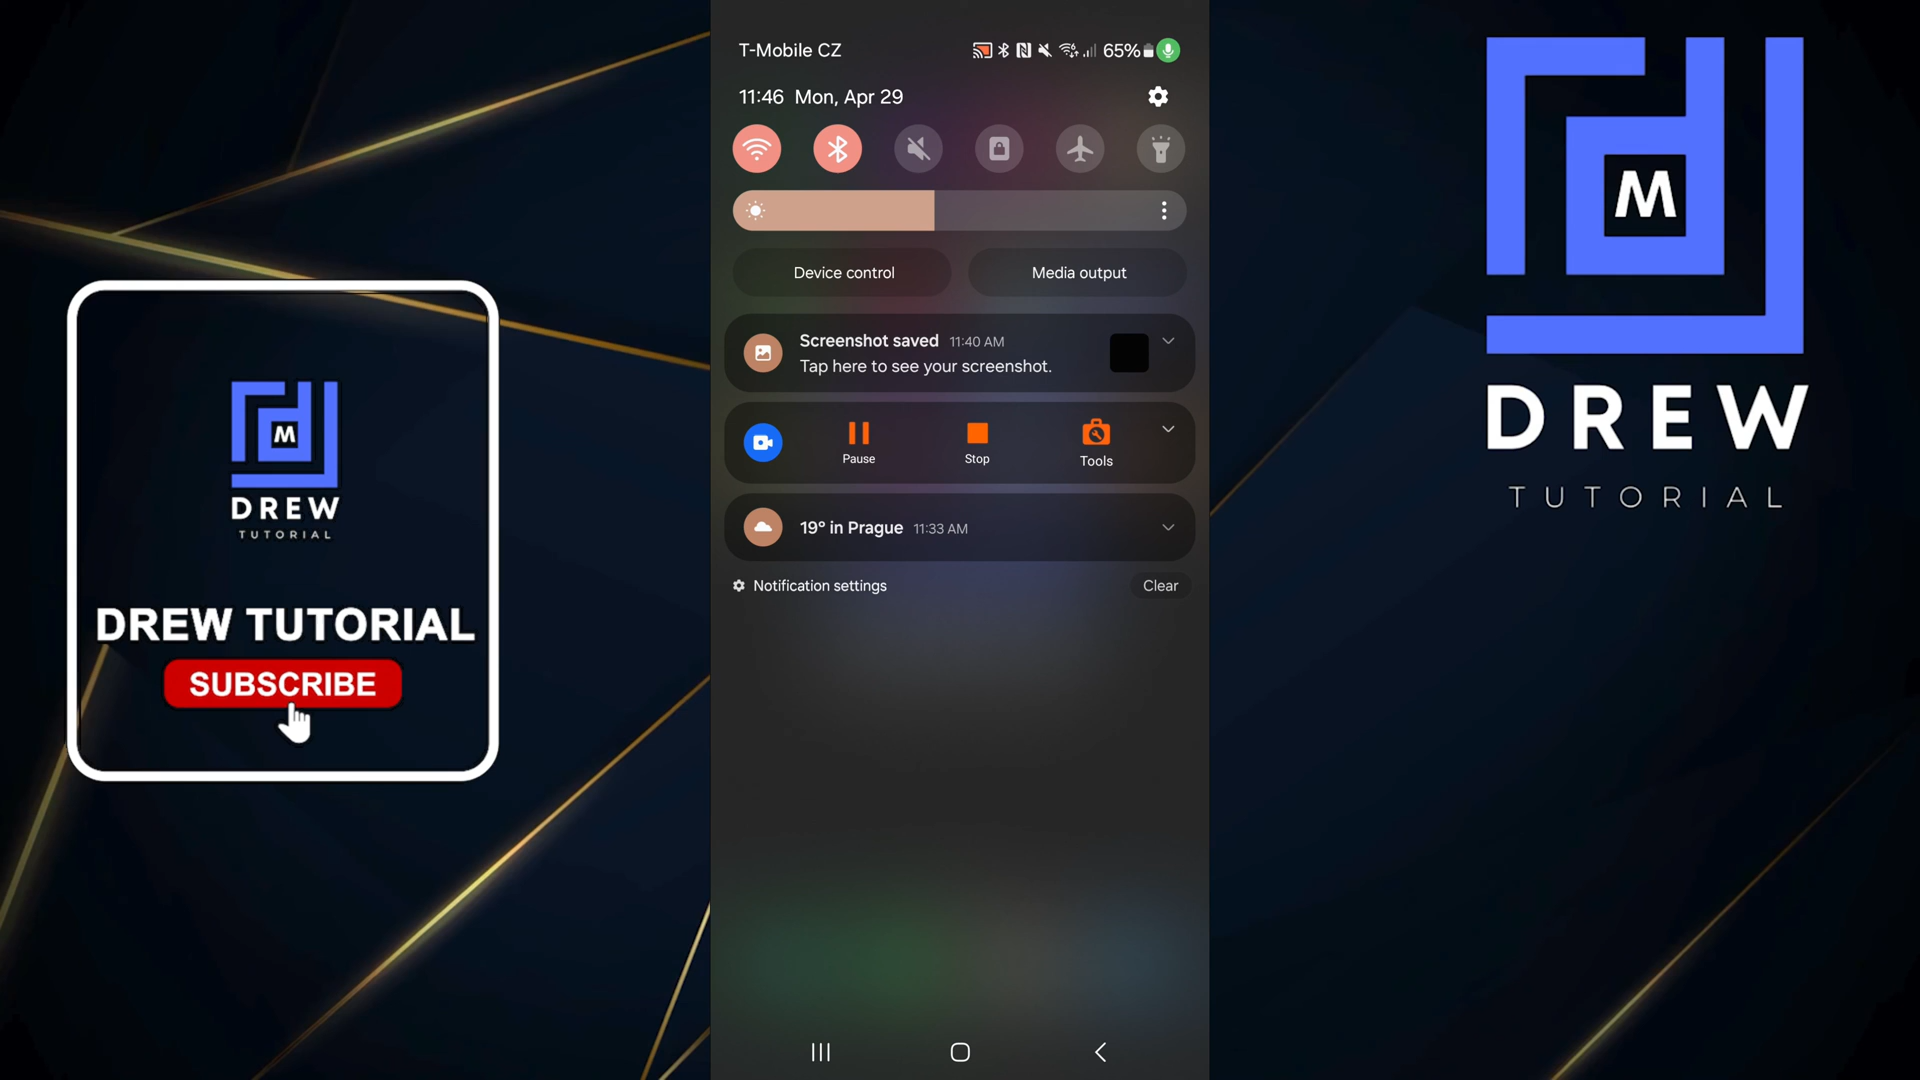 T-Mobile CZ
65%
11:46 Mon, Apr 29
Device control
Media output
Screenshot saved 11:40 AM
Tap here to see your screenshot.
Pause
Stop
Tools
19° in Prague 11:33 AM
Notification settings
Clear
M
DREW
TUTORIAL
DREW TUTORIAL
SUBSCRIBE
M
DREW
TUTORIAL